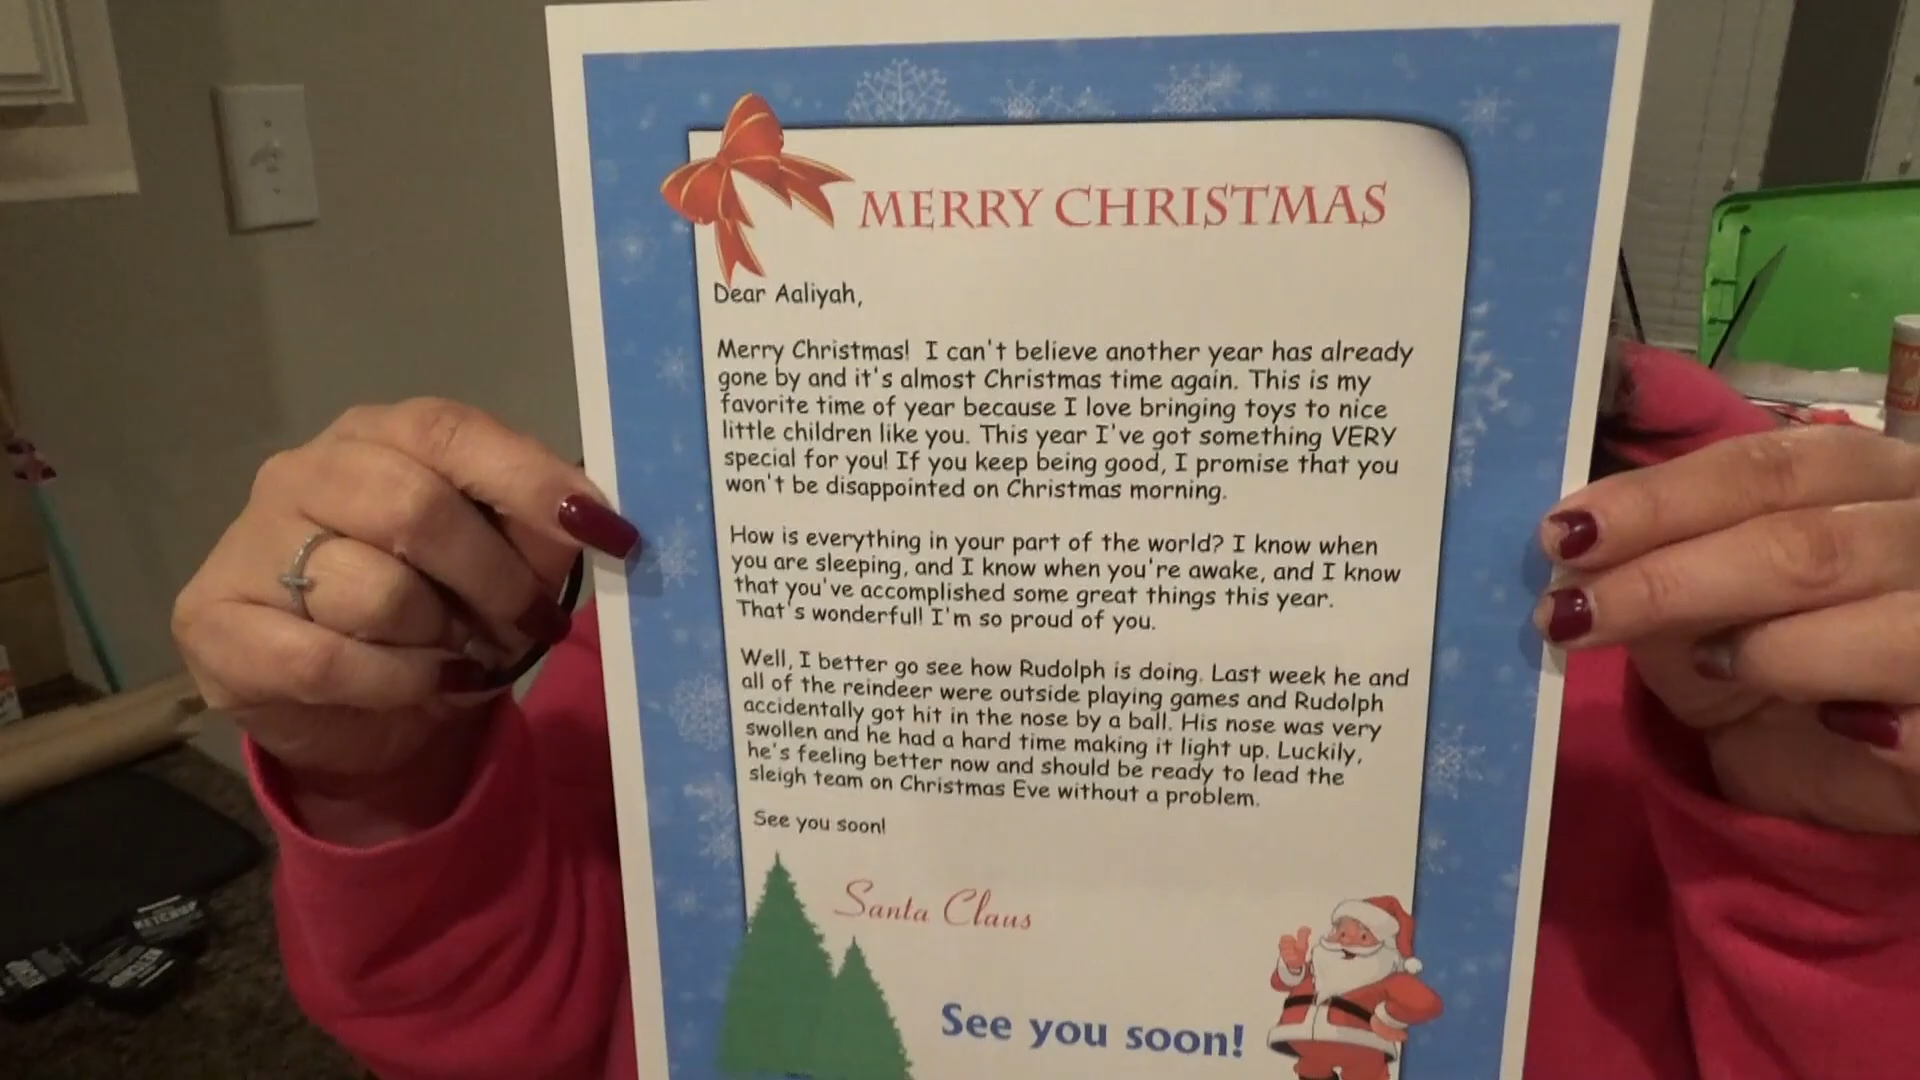 MERRY CHRISTMAS
Dear Aaliyah,
Merry Christmas! I can't believe another year has already
gone by and it's almost Christmas time again. This is my
favorite time of year because I love bringing toys to nice
little children like you. This year I've got something VERY
special for you! If you keep being good, I promise that you
won't be disappointed on Christmas morning.
How is everything in your part of the world? I know when
you are sleeping, and I know when you're awake, and I know
that you've accomplished some great things this year.
That's wonderful! I'm so proud of you.
Well, I better go see how Rudolph is doing. Last week he and
all of the reindeer were outside playing games and Rudolph
accidentally got hit in the nose by a ball. His nose was very
swollen and he had a hard time making it light up. Luckily,
he's feeling better now and should be ready to lead the
sleigh team on Christmas Eve without a problem.
See you soon!
Santa Claus
See you soon!
KETCHUP